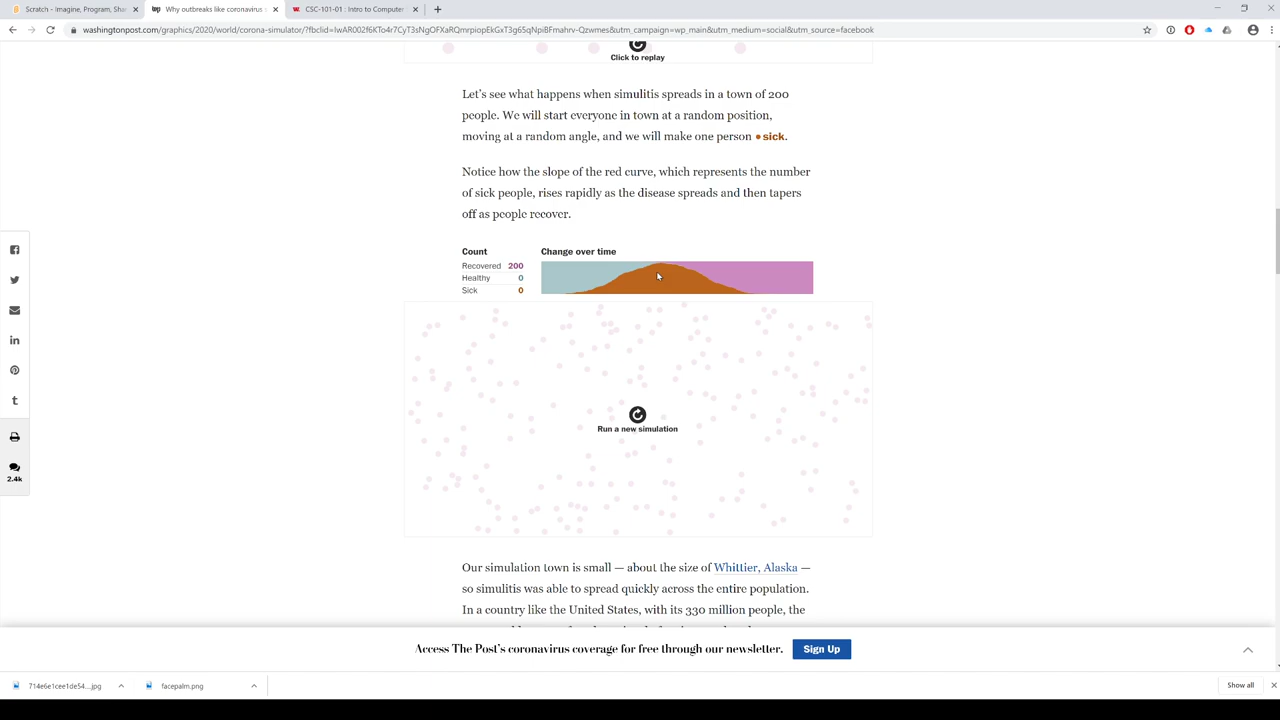 Scratch - Imagine, Program, Shar
Why outbreaks like coronavirus s
CSC-101-01 : Intro to Computer
washingtonpost.com/graphics/2020/world/corona-simulator/?fbclid=IwAR002f6KTo4r7CyT3sNgOFXaRQmrpiopEkGxT3g65qNpiBFmahrv-Qzwmes&utm_campaign=wp_main&utm_medium=social&utm_source=facebook
Click to replay
Let's see what happens when simulitis spreads in a town of 200
people. We will start everyone in town at a random position,
moving at a random angle, and we will make one person • sick.
Notice how the slope of the red curve, which represents the number
of sick people, rises rapidly as the disease spreads and then tapers
off as people recover.
Count
Change over time
Recovered 200
Healthy 0
Sick 0
Run a new simulation
2.4k
Our simulation town is small — about the size of Whittier, Alaska —
so simulitis was able to spread quickly across the entire population.
In a country like the United States, with its 330 million people, the
Access The Post's coronavirus coverage for free through our newsletter.
Sign Up
714e6e1cee1de54....jpg
facepalm.png
Show all